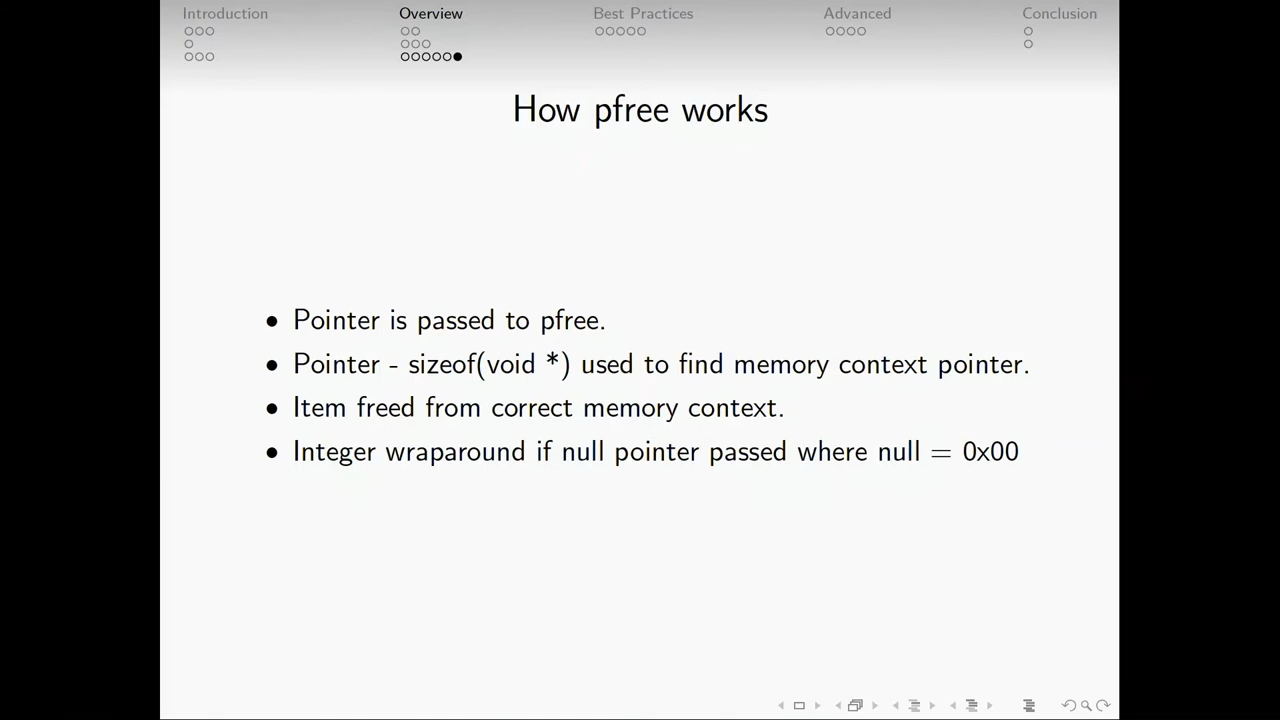 Introduction Overview Best Practices Advanced Conclusion
How pfree works
• Pointer is passed to pfree.
• Pointer - sizeof(void *) used to find memory context pointer.
• Item freed from correct memory context.
• Integer wraparound if null pointer passed where null = 0x00